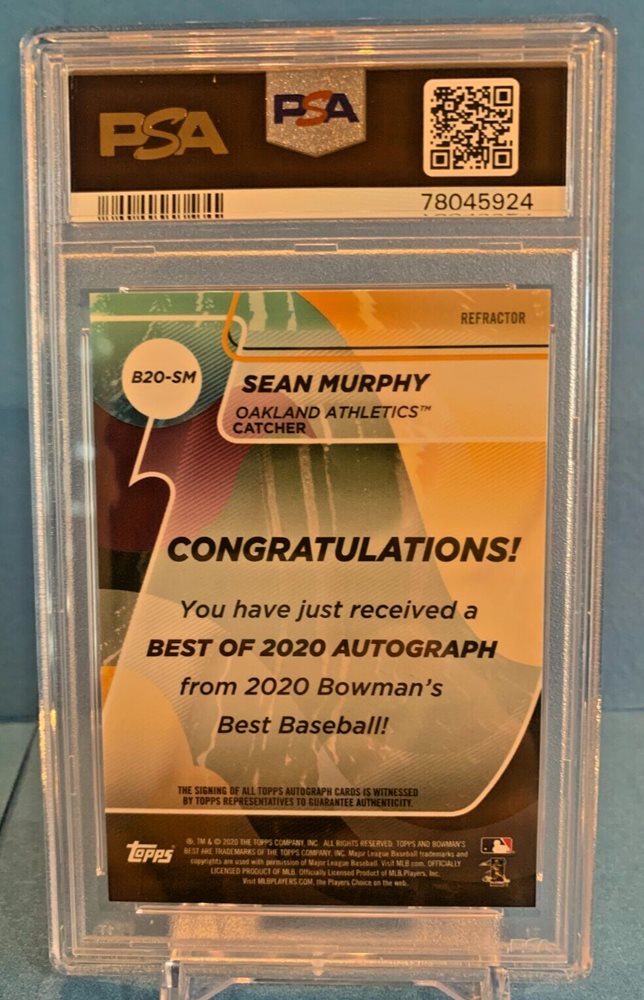 PSA
PSA
78045924
REFRACTOR
B20-SM
SEAN MURPHY
OAKLAND ATHLETICS™
CATCHER
CONGRATULATIONS!
You have just received a
BEST OF 2020 AUTOGRAPH
from 2020 Bowman's
Best Baseball!
THE SIGNING OF ALL TOPPS AUTOGRAPH CARDS IS WITNESSED
BY TOPPS REPRESENTATIVES TO GUARANTEE AUTHENTICITY.
topps
®, TM & © 2020 THE TOPPS COMPANY, INC. ALL RIGHTS RESERVED. TOPPS AND BOWMAN'S
BEST ARE TRADEMARKS OF THE TOPPS COMPANY, INC. Major League Baseball trademarks and
copyrights are used with permission of Major League Baseball. Visit MLB.com. OFFICIALLY
LICENSED PRODUCT OF MLB. Officially Licensed Product of MLB Players, Inc.
Visit MLBPLAYERS.COM, the Players Choice on the web.
PSA